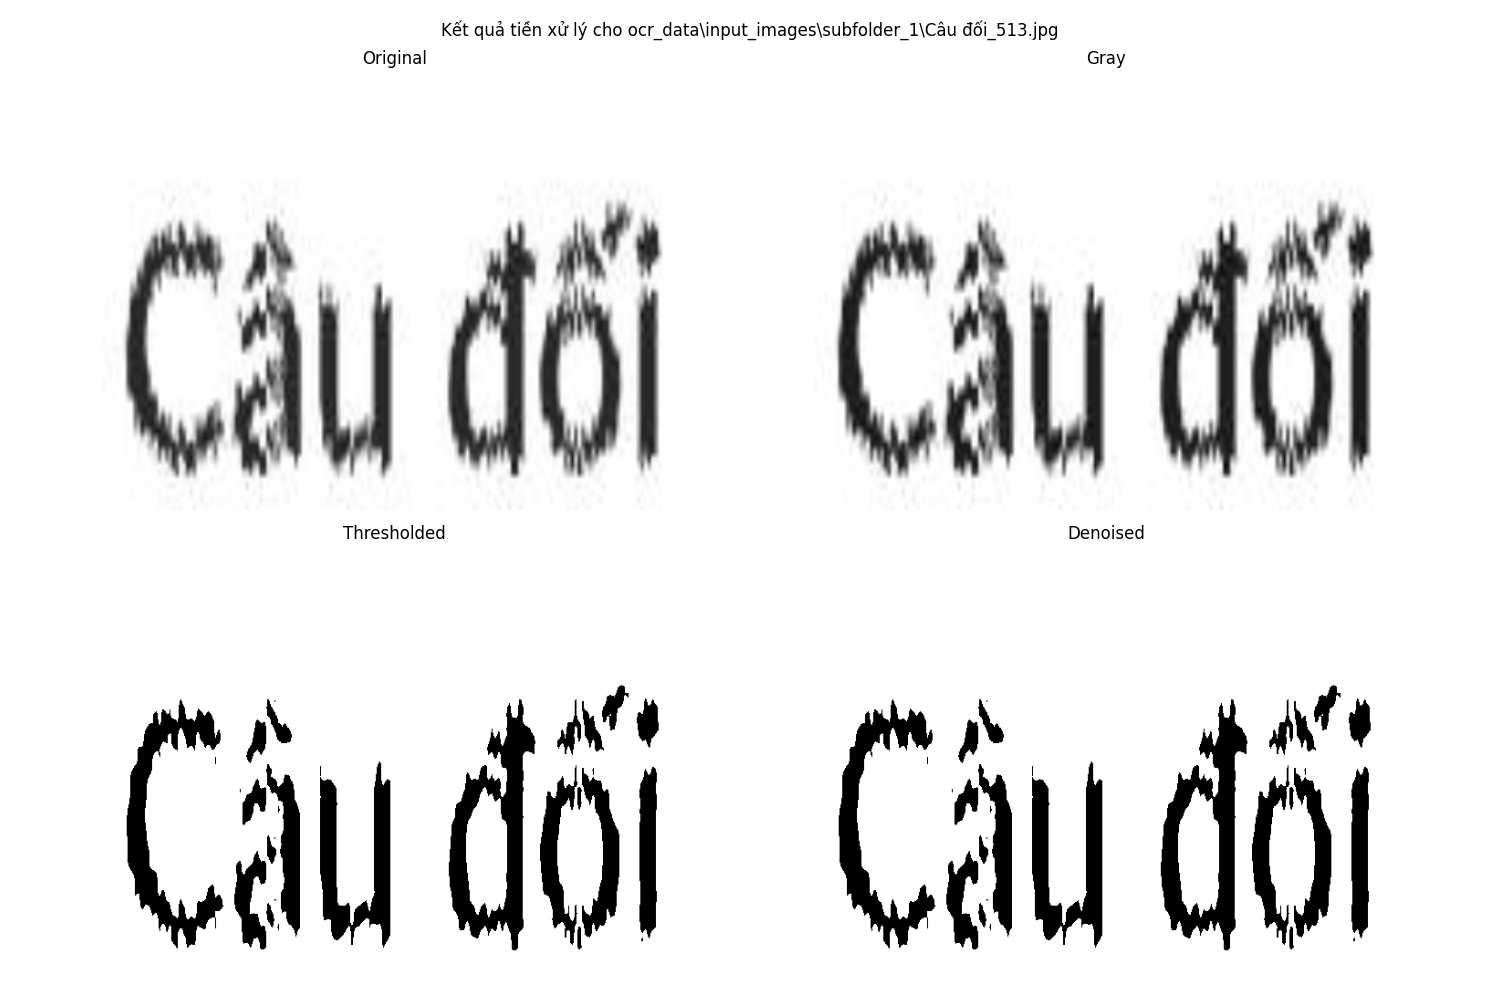 Kết quả tiền xử lý cho ocr_data\input_images\subfolder_1\Câu đối_513.jpg
Original
Gray
Câu đối
Câu đối
Thresholded
Denoised
Câu đối
Câu đối